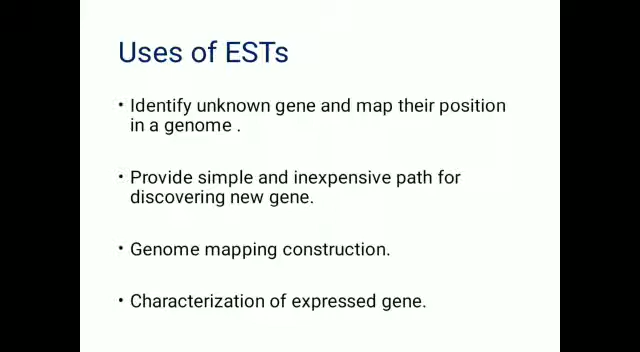 Uses of ESTs
• Identify unknown gene and map their position
in a genome .
• Provide simple and inexpensive path for
discovering new gene.
• Genome mapping construction.
• Characterization of expressed gene.